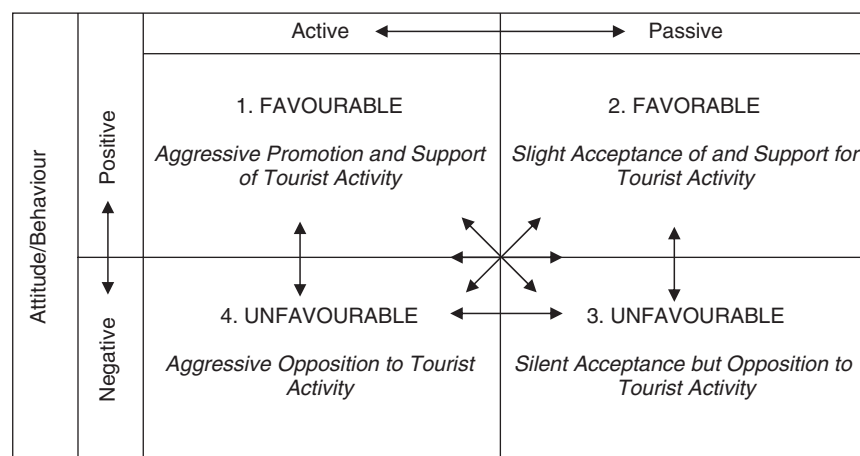 Active
Passive
Attitude/Behaviour
Positive
1. FAVOURABLE
Aggressive Promotion and Support
of Tourist Activity
2. FAVORABLE
Slight Acceptance of and Support for
Tourist Activity
Negative
4. UNFAVOURABLE
Aggressive Opposition to Tourist
Activity
3. UNFAVOURABLE
Silent Acceptance but Opposition to
Tourist Activity